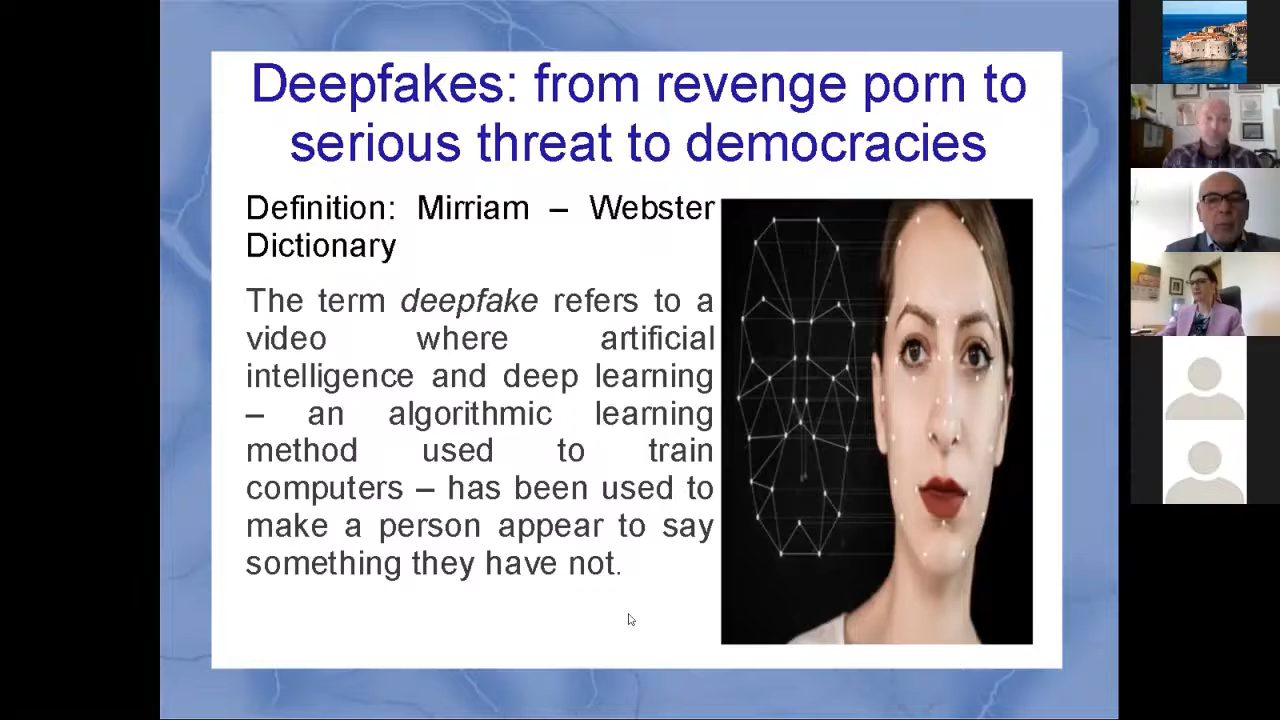 Deepfakes: from revenge porn to
serious threat to democracies
Definition: Mirriam – Webster
Dictionary
The term deepfake refers to a
video where artificial
intelligence and deep learning
– an algorithmic learning
method used to train
computers – has been used to
make a person appear to say
something they have not.